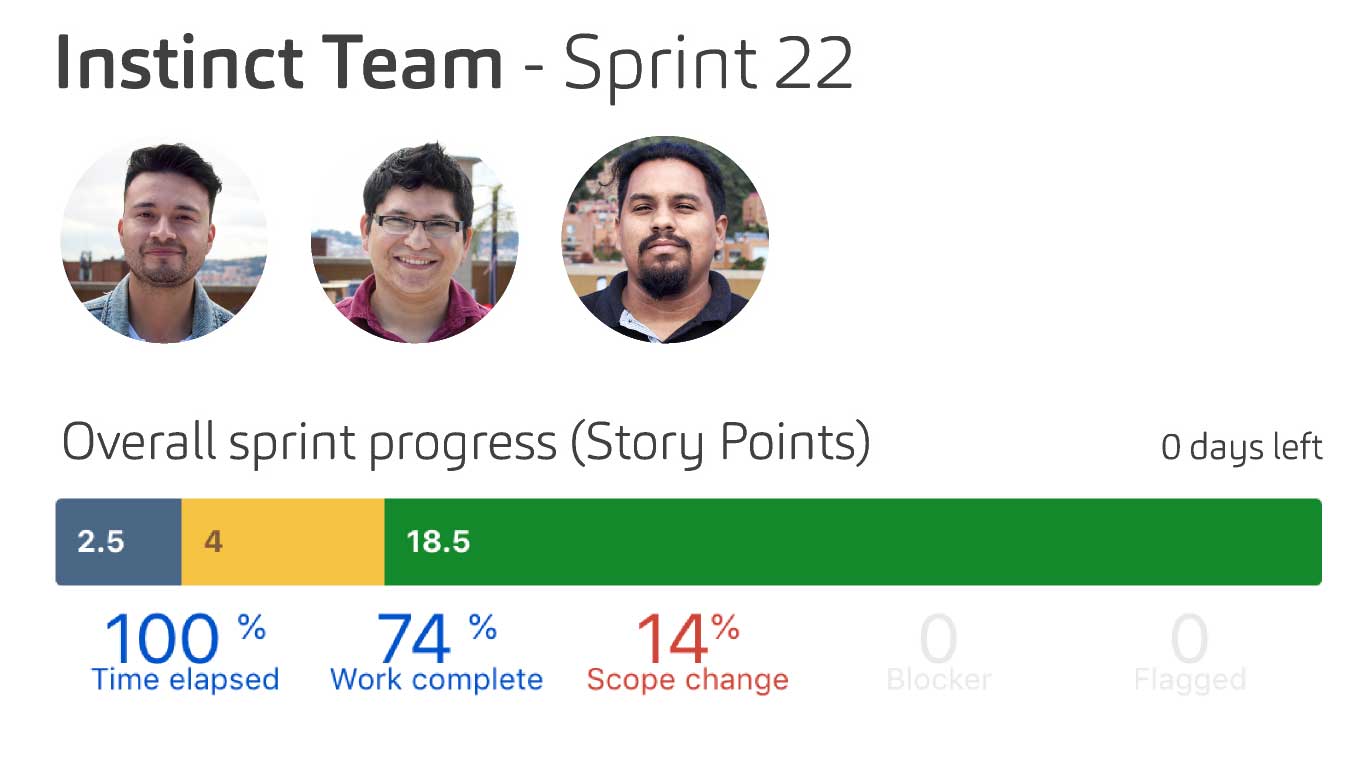 Instinct Team - Sprint 22
Overall sprint progress (Story Points)
0 days left
2.5 4 18.5
100 % 74 % 14% 0 0
Time elapsed Work complete Scope change Blocker Flagged